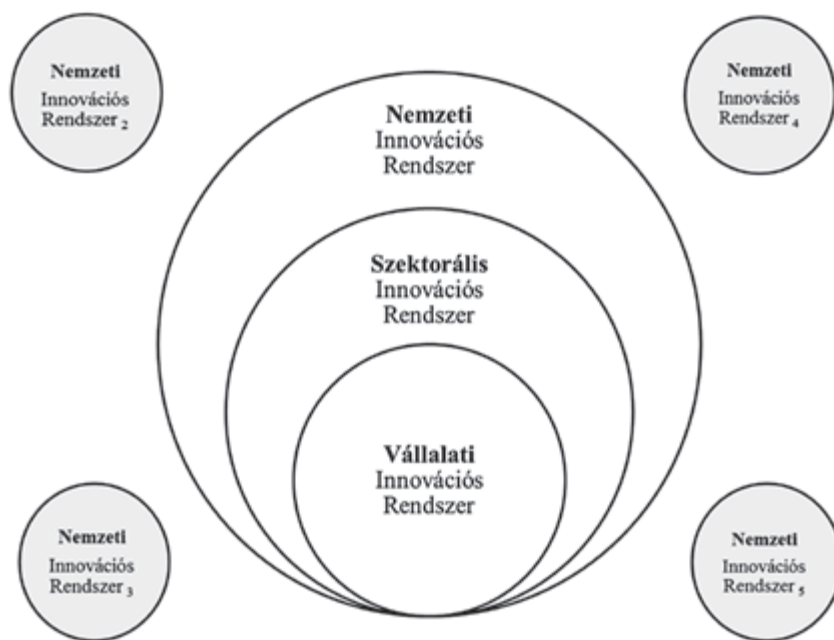 Nemzeti
Innovációs
Rendszer 2
Nemzeti
Innovációs
Rendszer 4
Nemzeti
Innovációs
Rendszer
Szektorális
Innovációs
Rendszer
Vállalati
Innovációs
Rendszer
Nemzeti
Innovációs
Rendszer 3
Nemzeti
Innovációs
Rendszer 5